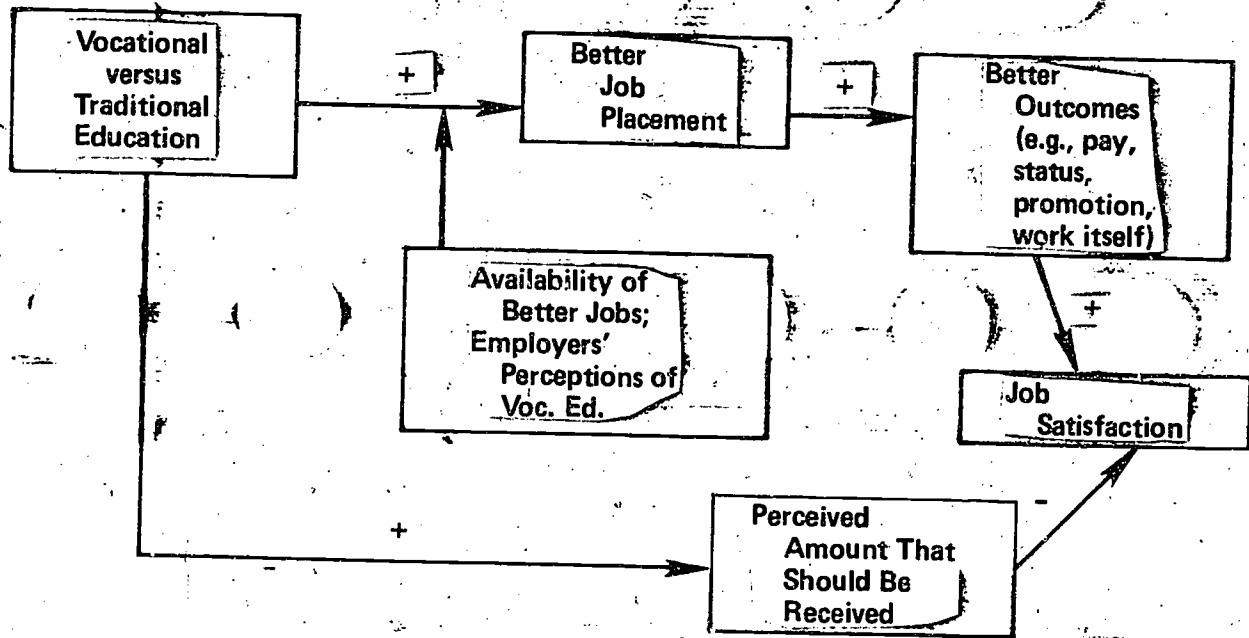 Vocational
versus
Traditional
Education
+
Better
Job
Placement
+
Better
Outcomes
(e.g., pay,
status,
promotion,
work itself)
Availability of
Better Jobs;
Employers'
Perceptions of
Voc. Ed.
+
Job
Satisfaction
+
-
Perceived
Amount That
Should Be
Received